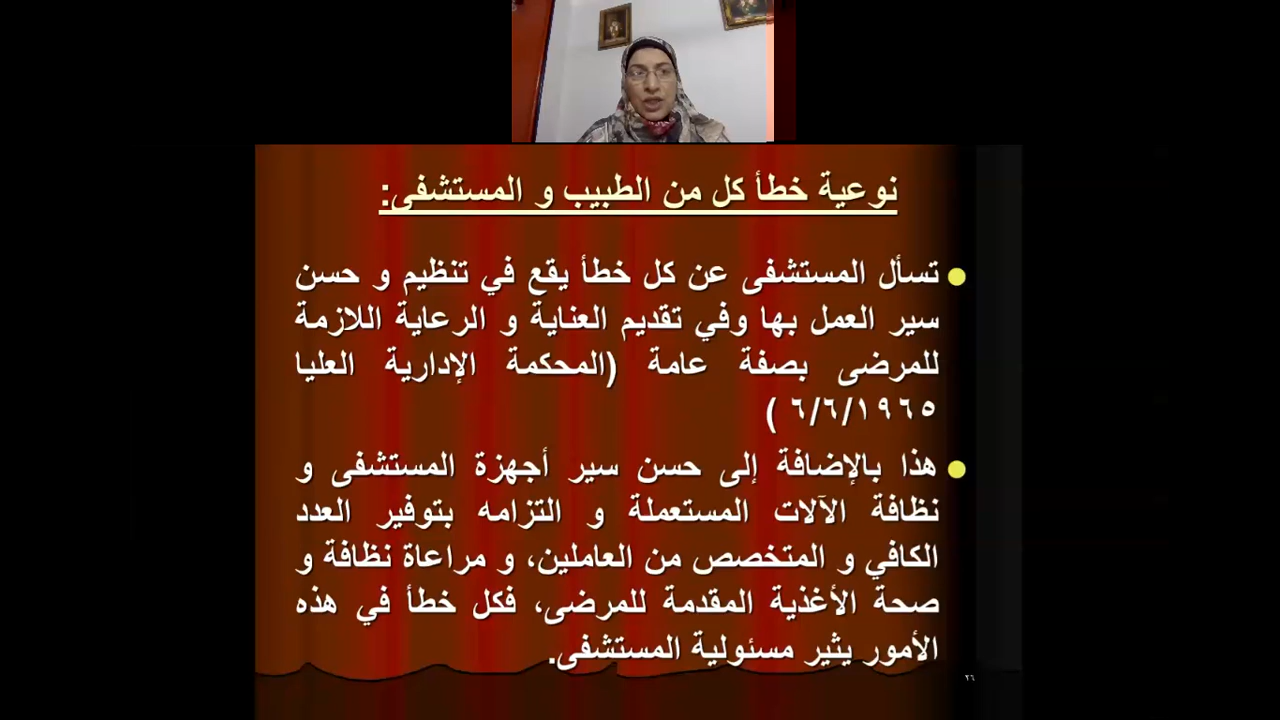 نوعية خطأ كل من الطبيب و المستشفى:
تسأل المستشفى عن كل خطأ يقع في تنظيم و حسن
سير العمل بها وفي تقديم العناية و الرعاية اللازمة
للمرضى بصفة عامة (المحكمة الإدارية العليا
٦/٦/١٩٦٥ )
هذا بالإضافة إلى حسن سير أجهزة المستشفى و
نظافة الآلات المستعملة و التزامه بتوفير العدد
الكافي و المتخصص من العاملين، و مراعاة نظافة و
صحة الأغذية المقدمة للمرضى، فكل خطأ في هذه
الأمور يثير مسئولية المستشفى.
٢٦